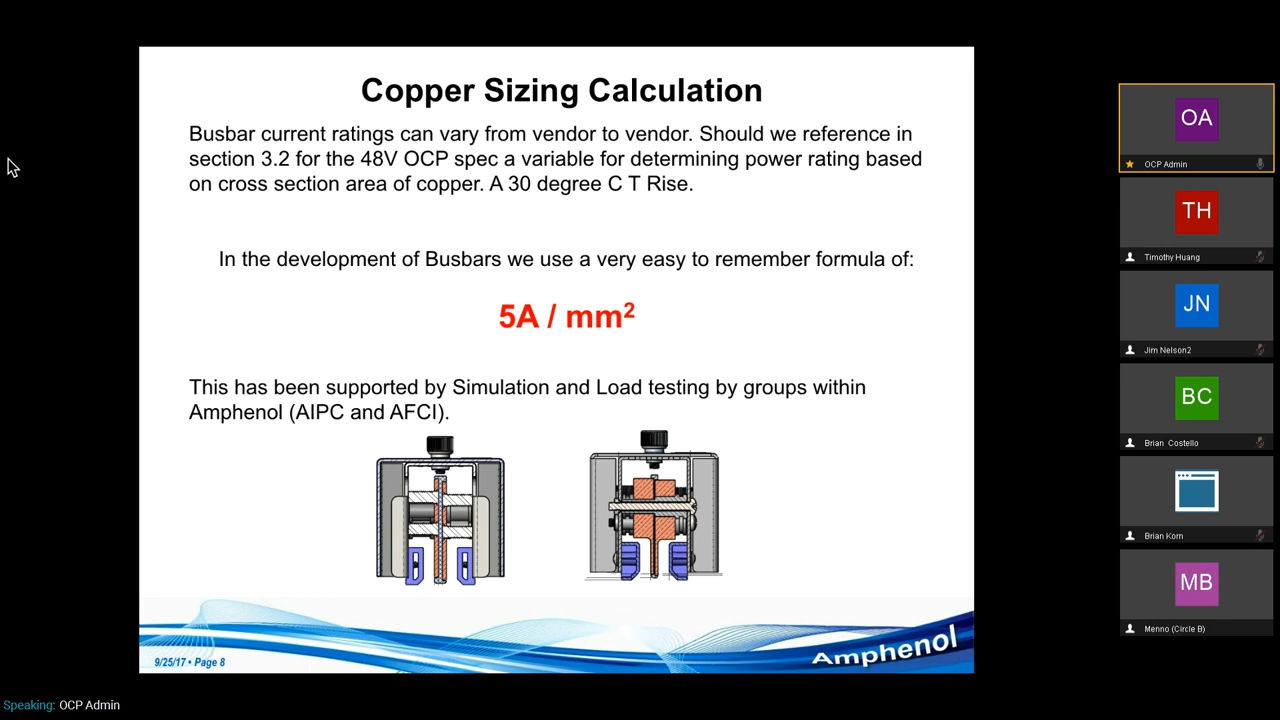 Copper Sizing Calculation
Busbar current ratings can vary from vendor to vendor. Should we reference in
section 3.2 for the 48V OCP spec a variable for determining power rating based
on cross section area of copper. A 30 degree C T Rise.
In the development of Busbars we use a very easy to remember formula of:
5A / mm²
This has been supported by Simulation and Load testing by groups within
Amphenol (AIPC and AFCI).
9/25/17 • Page 8
Amphenol
OA
OCP Admin
TH
Timothy Huang
JN
Jim Nelson2
BC
Brian Costello
Brian Korn
MB
Menno (Circle B)
Speaking: OCP Admin